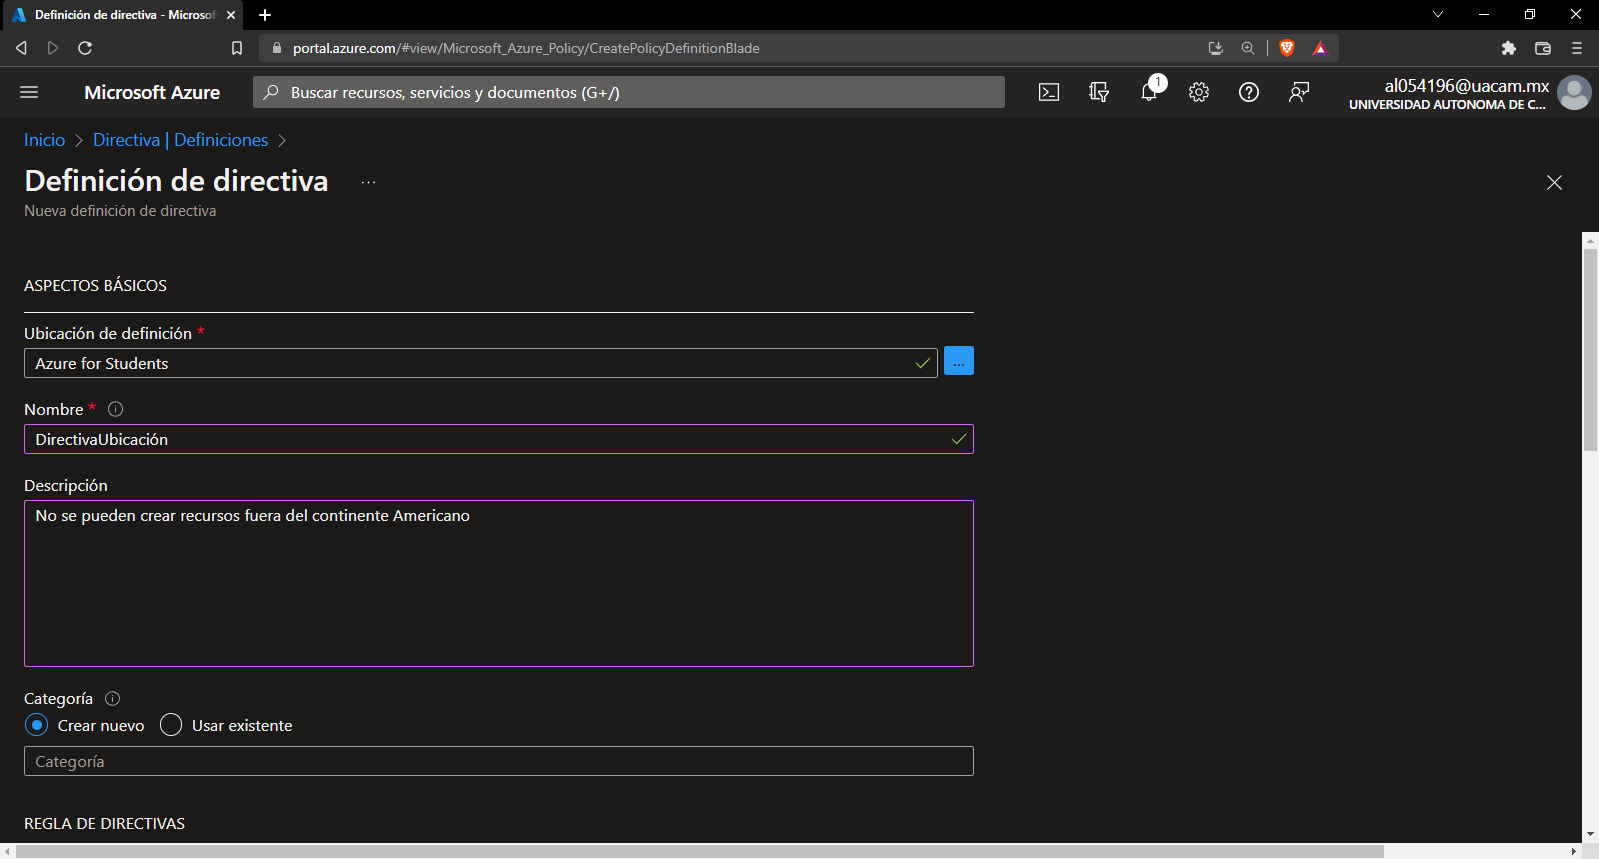 Definición de directiva - Microsof
portal.azure.com/#view/Microsoft_Azure_Policy/CreatePolicyDefinitionBlade
Microsoft Azure
Buscar recursos, servicios y documentos (G+/)
1
al054196@uacam.mx
UNIVERSIDAD AUTONOMA DE C...
Inicio > Directiva | Definiciones >
Definición de directiva ...
Nueva definición de directiva
ASPECTOS BÁSICOS
Ubicación de definición *
Azure for Students
...
Nombre *
DirectivaUbicación
Descripción
No se pueden crear recursos fuera del continente Americano
Categoría
Crear nuevo
Usar existente
Categoría
REGLA DE DIRECTIVAS